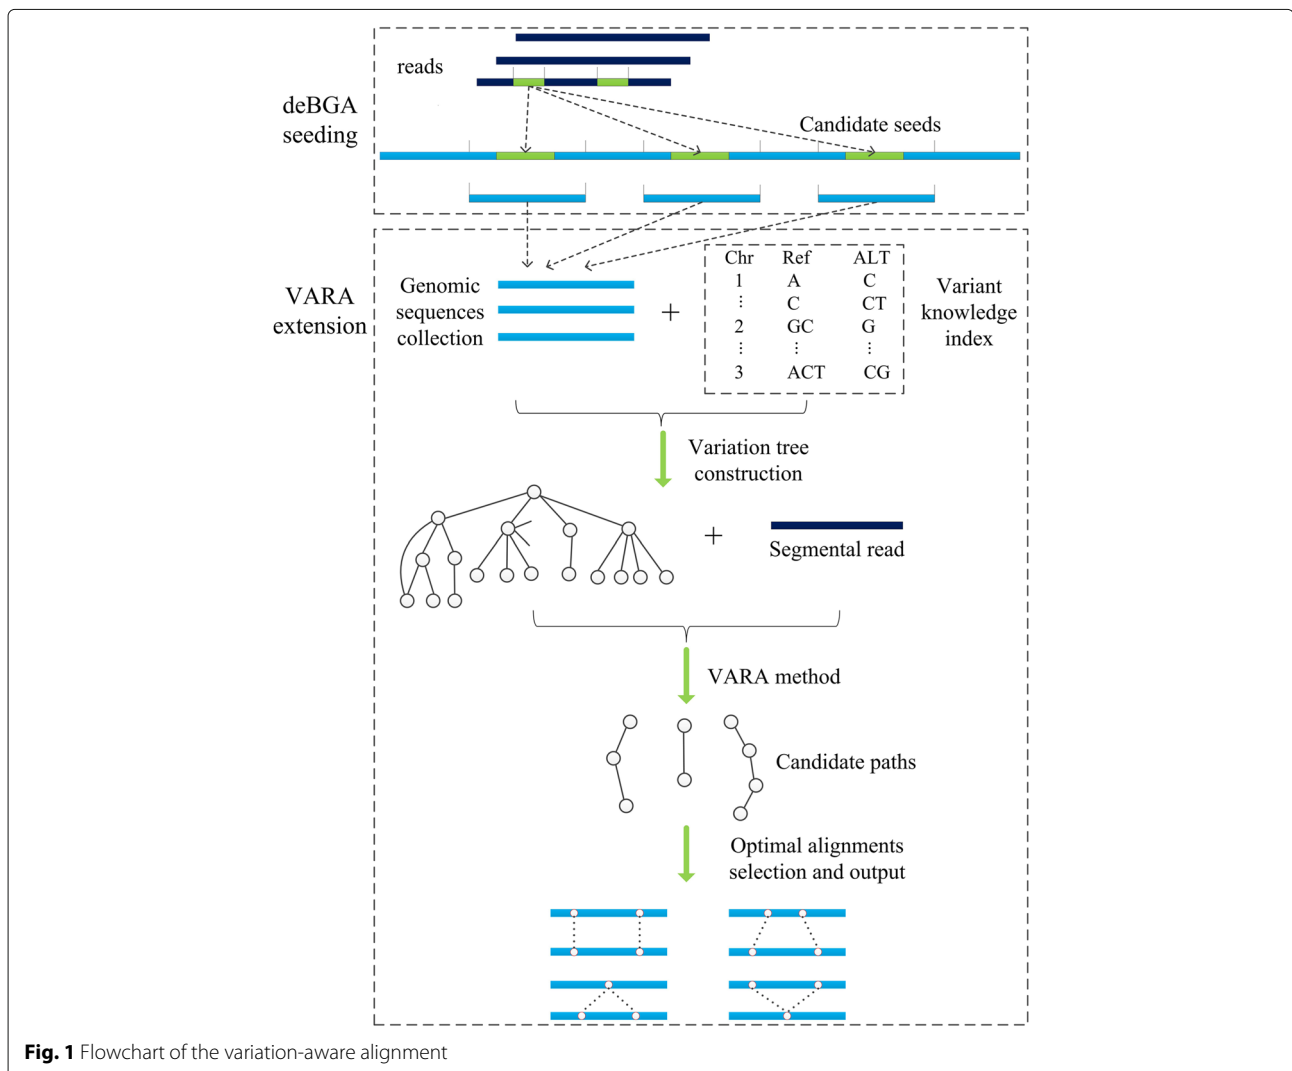 reads
deBGA
seeding
Candidate seeds
VARA
extension
Genomic
sequences
collection
+
Chr Ref ALT
1 A C
⋮ C CT
2 GC G
⋮ ⋮ ⋮
3 ACT CG
Variant
knowledge
index
Variation tree
construction
+
Segmental read
VARA method
Candidate paths
Optimal alignments
selection and output
Fig. 1 Flowchart of the variation-aware alignment